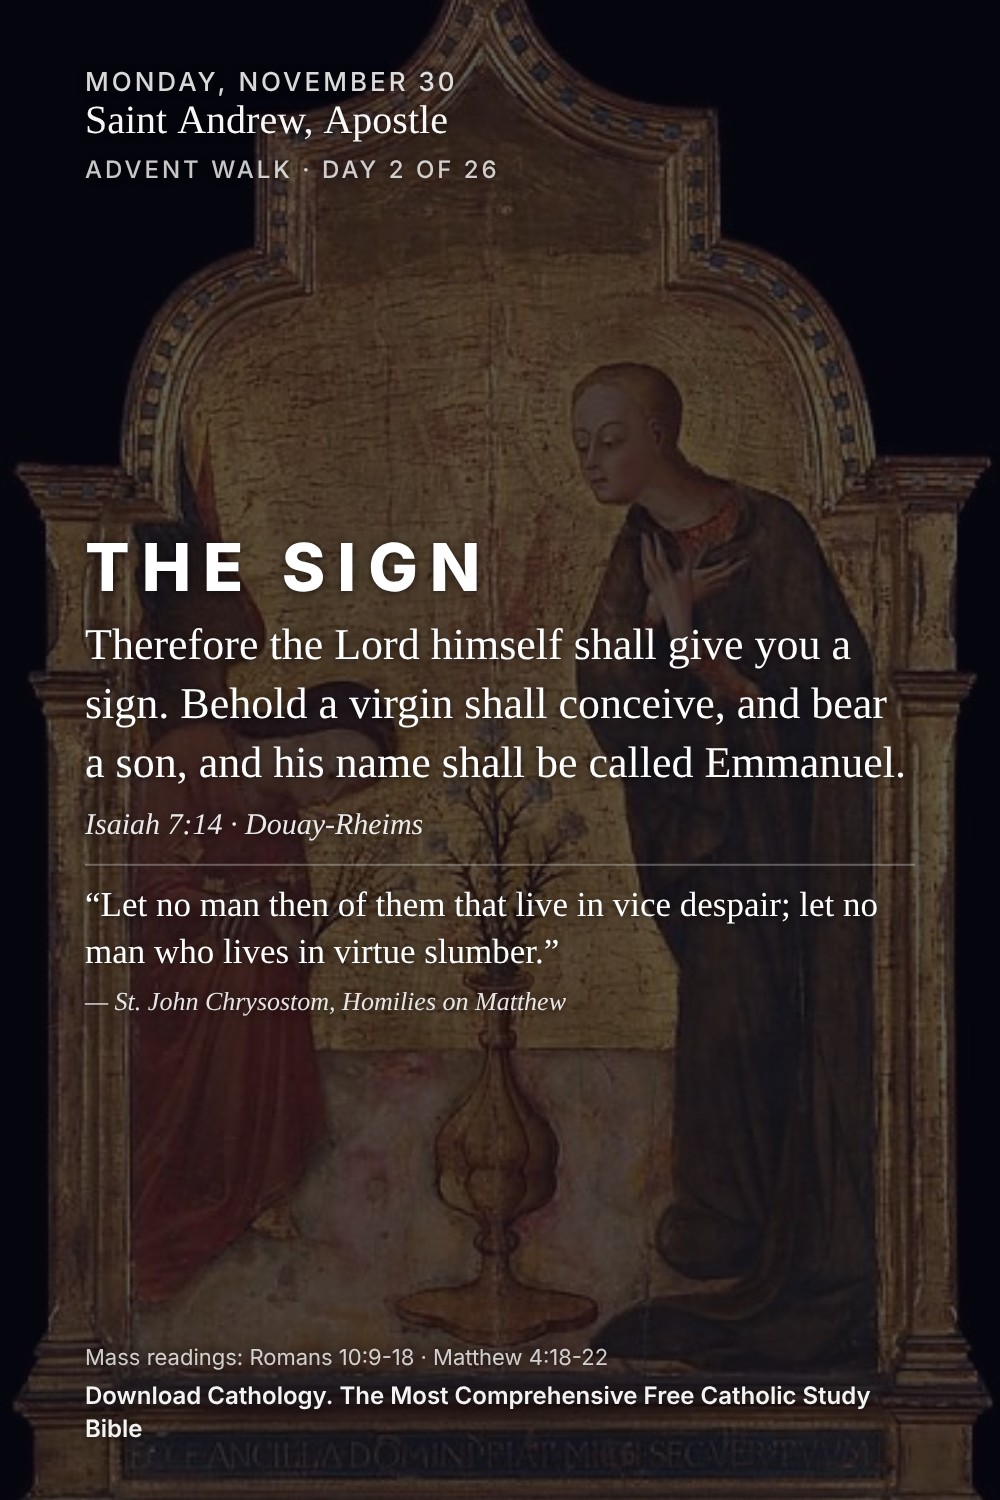 MONDAY, NOVEMBER 30
Saint Andrew, Apostle
ADVENT WALK · DAY 2 OF 26
THE SIGN
Therefore the Lord himself shall give you a
sign. Behold a virgin shall conceive, and bear
a son, and his name shall be called Emmanuel.
Isaiah 7:14 · Douay-Rheims
“Let no man then of them that live in vice despair; let no
man who lives in virtue slumber.”
— St. John Chrysostom, Homilies on Matthew
Mass readings: Romans 10:9-18 · Matthew 4:18-22
Download Cathology. The Most Comprehensive Free Catholic Study
Bible
ANCILLA DOMINI